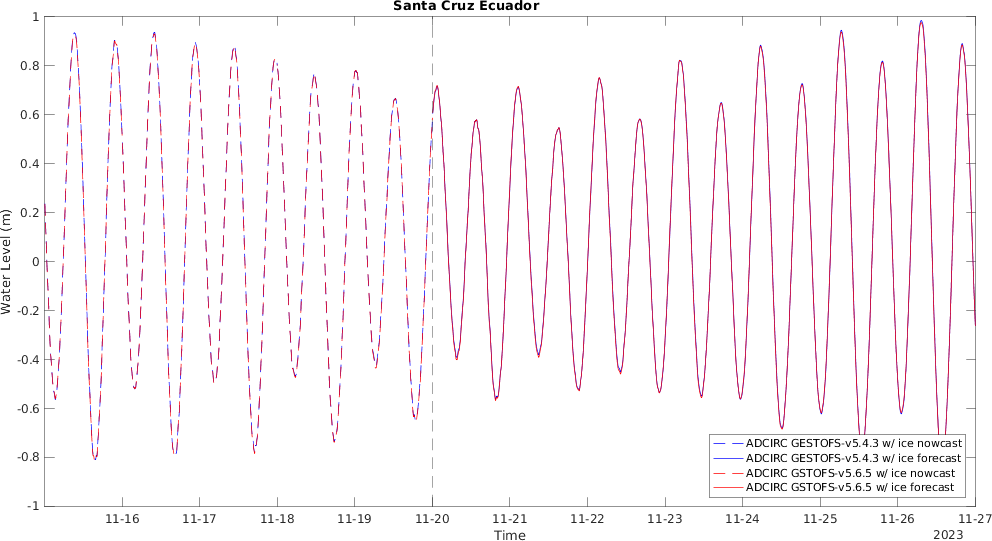 Santa Cruz Ecuador
1
0.8
0.6
0.4
0.2
0
-0.2
-0.4
-0.6
-0.8
-1
Water Level (m)
ADCIRC GESTOFS-v5.4.3 w/ ice nowcast
ADCIRC GESTOFS-v5.4.3 w/ ice forecast
ADCIRC GSTOFS-v5.6.5 w/ ice nowcast
ADCIRC GSTOFS-v5.6.5 w/ ice forecast
11-16 11-17 11-18 11-19 11-20 11-21 11-22 11-23 11-24 11-25 11-26 11-27
Time
2023